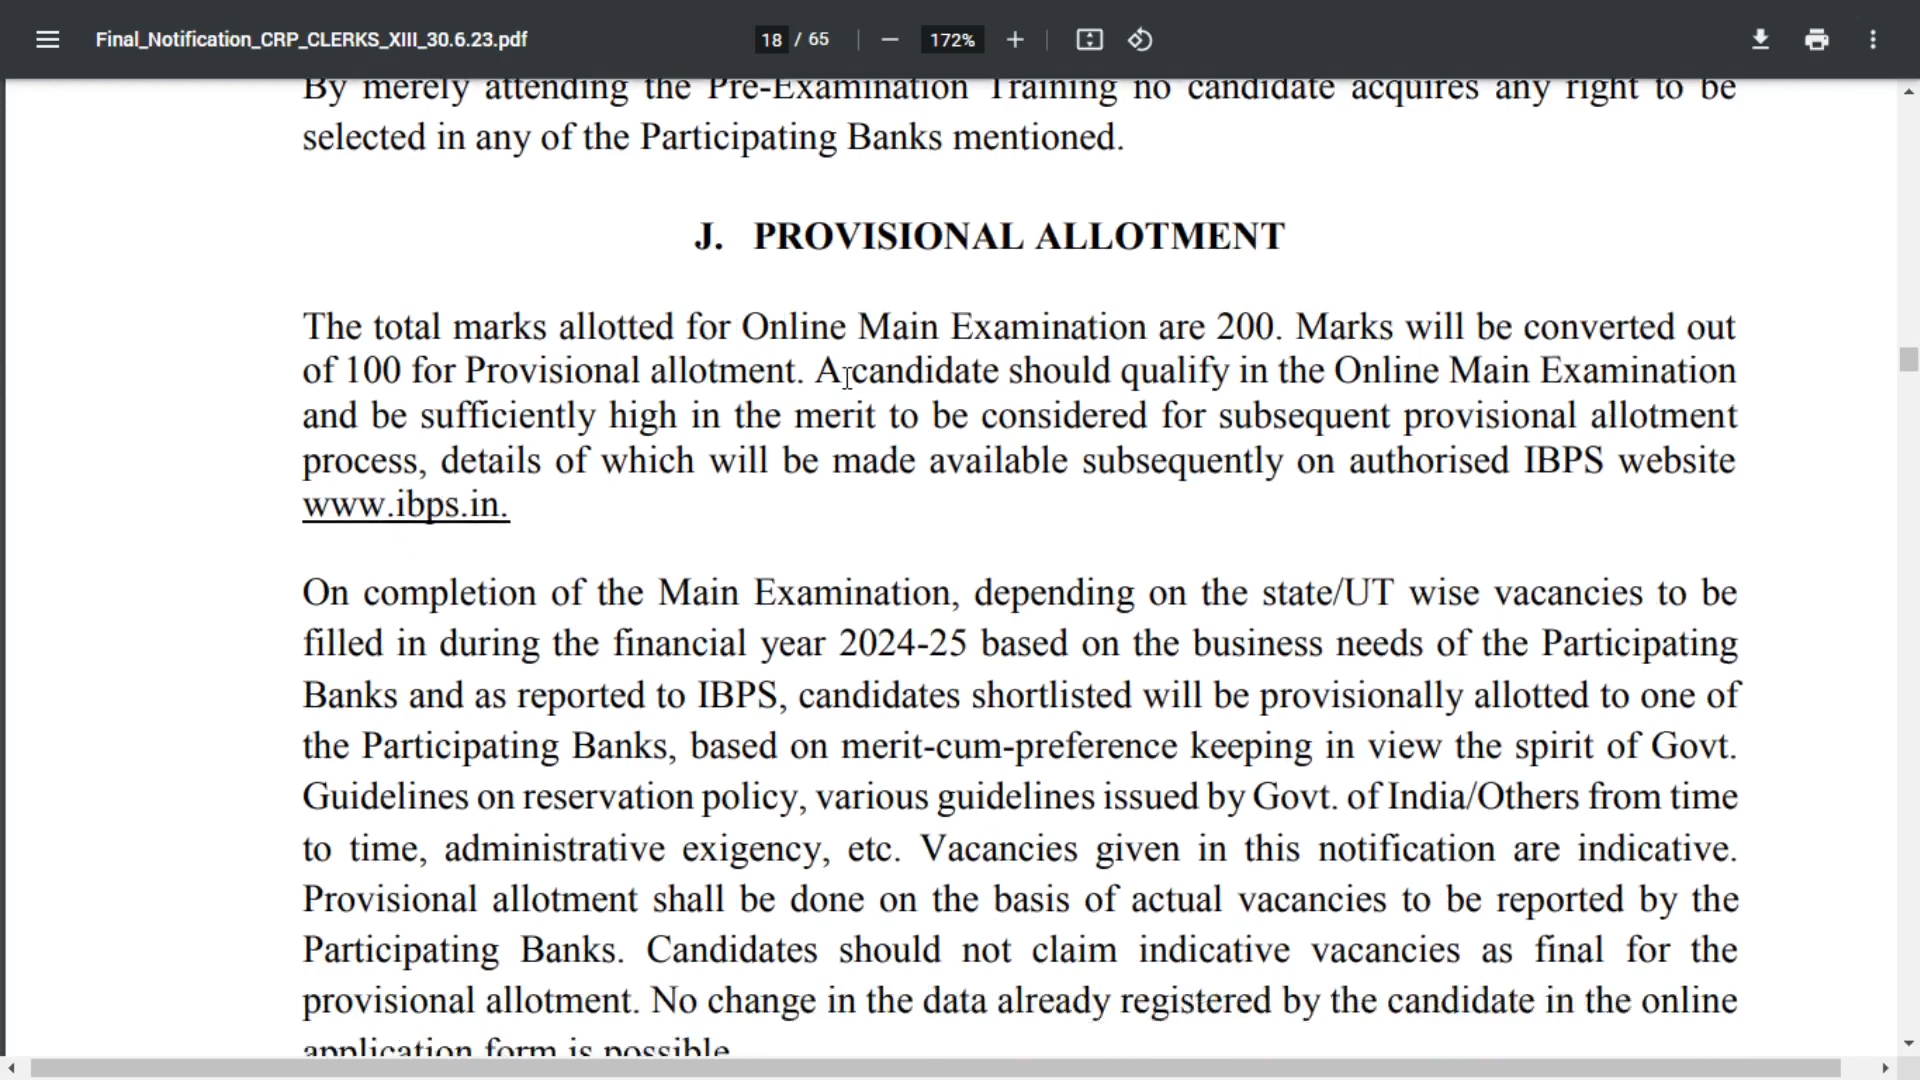 Final_Notification_CRP_CLERKS_XIII_30.6.23.pdf
18 / 65
172%
By merely attending the Pre-Examination Training no candidate acquires any right to be
selected in any of the Participating Banks mentioned.
J. PROVISIONAL ALLOTMENT
The total marks allotted for Online Main Examination are 200. Marks will be converted out
of 100 for Provisional allotment. A candidate should qualify in the Online Main Examination
and be sufficiently high in the merit to be considered for subsequent provisional allotment
process, details of which will be made available subsequently on authorised IBPS website
www.ibps.in.
On completion of the Main Examination, depending on the state/UT wise vacancies to be
filled in during the financial year 2024-25 based on the business needs of the Participating
Banks and as reported to IBPS, candidates shortlisted will be provisionally allotted to one of
the Participating Banks, based on merit-cum-preference keeping in view the spirit of Govt.
Guidelines on reservation policy, various guidelines issued by Govt. of India/Others from time
to time, administrative exigency, etc. Vacancies given in this notification are indicative.
Provisional allotment shall be done on the basis of actual vacancies to be reported by the
Participating Banks. Candidates should not claim indicative vacancies as final for the
provisional allotment. No change in the data already registered by the candidate in the online
application form is possible.